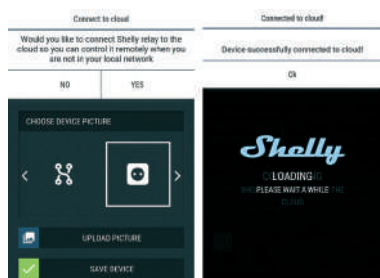 Connect to cloud
Would you like to connect Shelly relay to the
cloud so you can control it remotely when you
are not in your local network
NO YES
CHOOSE DEVICE PICTURE
UPLOAD PICTURE
SAVE DEVICE
Connected to cloud!
Device successfully connected to cloud!
Ok
Shelly
LOADING
PLEASE WAIT A WHILE
CLOUD